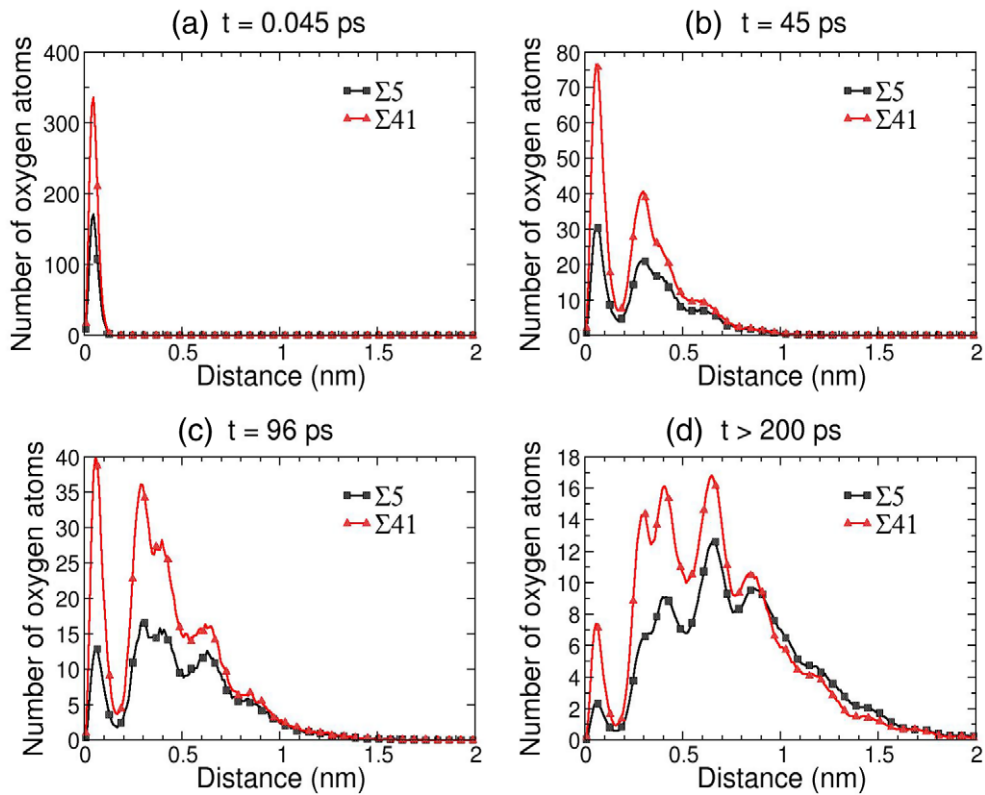 (a) t = 0.045 ps
Number of oxygen atoms
400
300
200
100
0
Σ5
Σ41
0 0.5 1 1.5 2
Distance (nm)
(b) t = 45 ps
Number of oxygen atoms
80
70
60
50
40
30
20
10
0
Σ5
Σ41
0 0.5 1 1.5 2
Distance (nm)
(c) t = 96 ps
Number of oxygen atoms
40
35
30
25
20
15
10
5
0
Σ5
Σ41
0 0.5 1 1.5 2
Distance (nm)
(d) t > 200 ps
Number of oxygen atoms
18
16
14
12
10
8
6
4
2
0
Σ5
Σ41
0 0.5 1 1.5 2
Distance (nm)